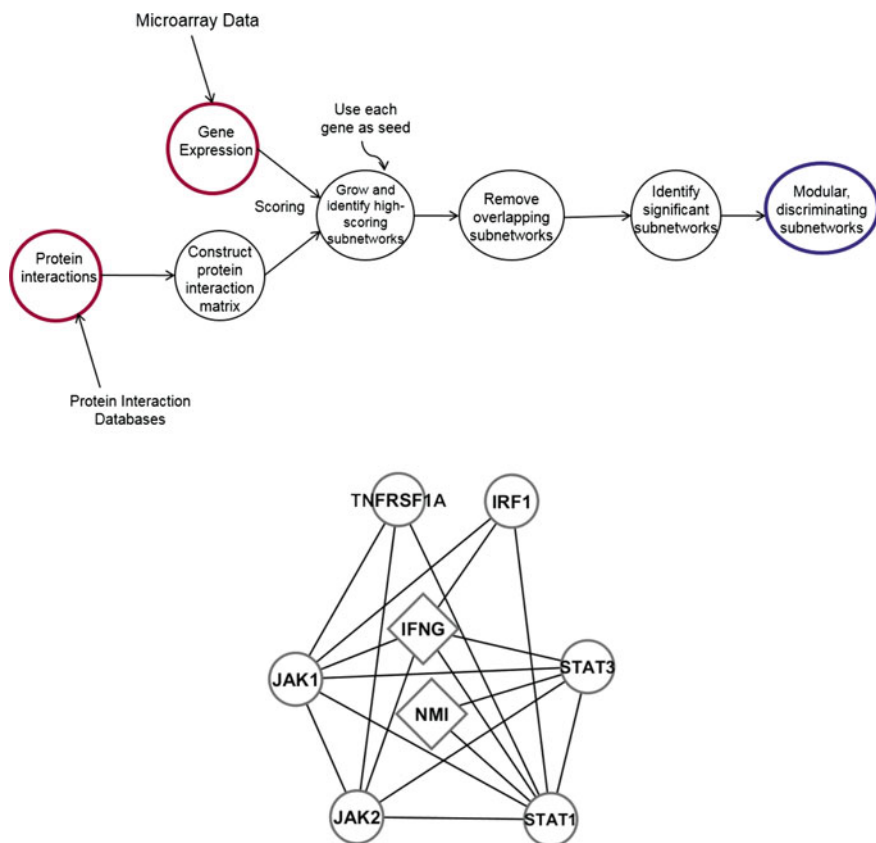 Microarray Data
Gene
Expression
Use each
gene as seed
Scoring
Grow and
identify high-
scoring
subnetworks
Remove
overlapping
subnetworks
Identify
significant
subnetworks
Modular,
discriminating
subnetworks
Protein
interactions
Construct
protein
interaction
matrix
Protein Interaction
Databases
TNFRSF1A
IRF1
IFNG
JAK1
STAT3
NMI
JAK2
STAT1